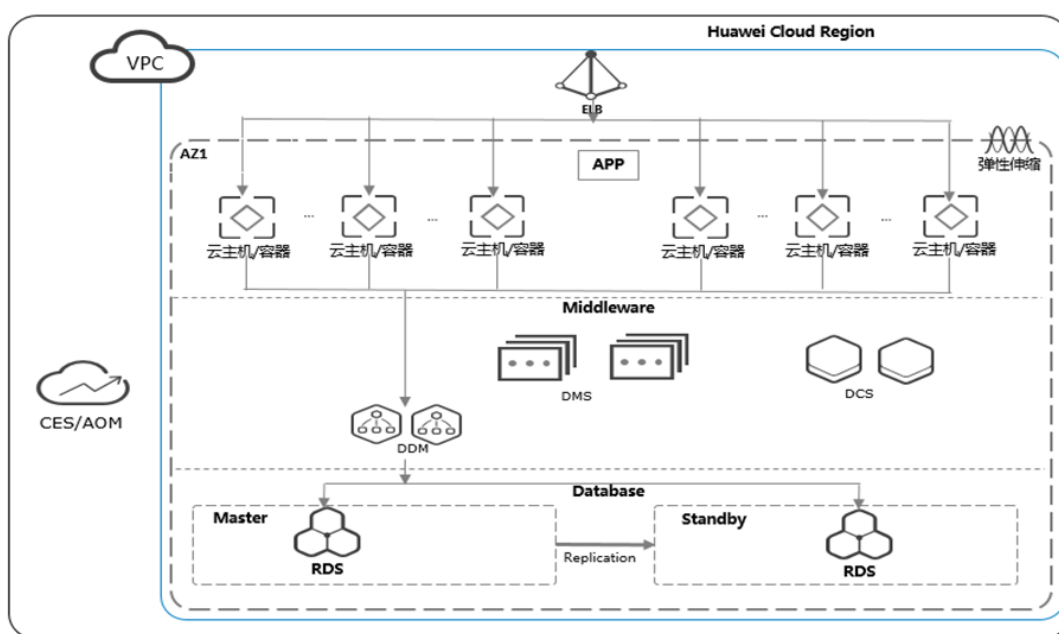 Huawei Cloud Region
VPC
ELB
AZ1
APP
弹性伸缩
... ... ... ...
云主机/容器 云主机/容器 云主机/容器 云主机/容器 云主机/容器 云主机/容器
Middleware
DMS
DCS
CES/AOM
DDM
Database
Master
Standby
Replication
RDS
RDS